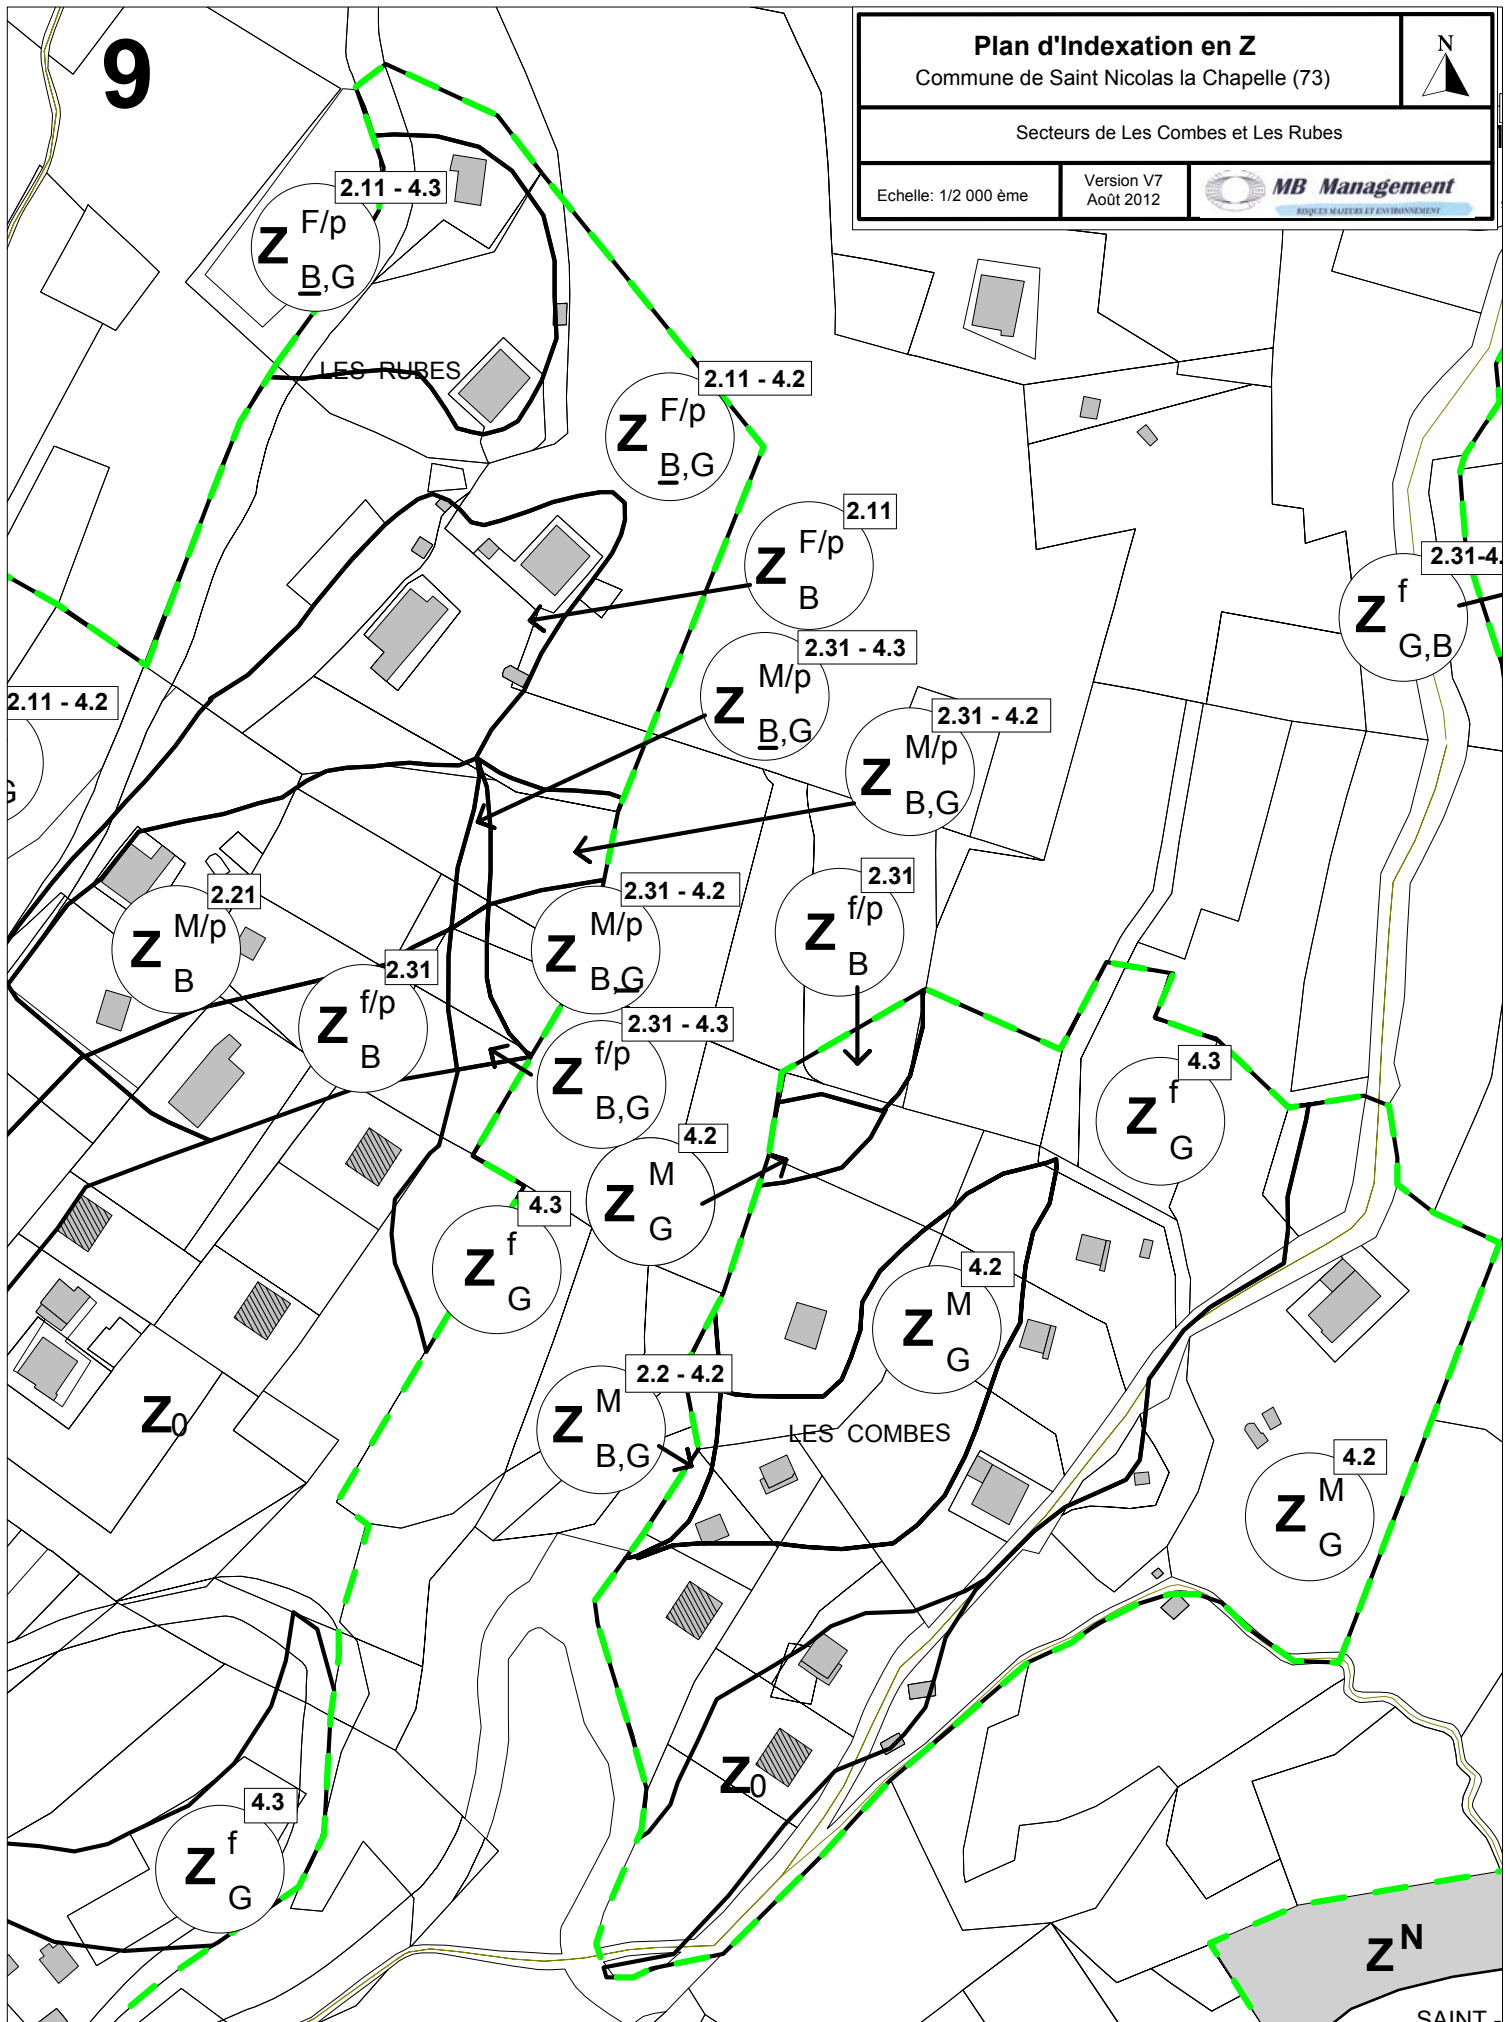 9
Plan d'Indexation en Z
Commune de Saint Nicolas la Chapelle (73)
N
Secteurs de Les Combes et Les Rubes
Echelle: 1/2 000 ème
Version V7
Août 2012
MB Management
RISQUES MAJEURS ET ENVIRONNEMENT
2.11 - 4.3
Z F/p
B,G
LES RUBES
2.11 - 4.2
Z F/p
B,G
2.11
Z F/p
B
2.31-4.
Z f
G,B
2.31 - 4.3
Z M/p
B,G
2.11 - 4.2
G
2.31 - 4.2
Z M/p
B,G
2.21
Z M/p
B
2.31 - 4.2
Z M/p
B,G
2.31
Z f/p
B
2.31
Z f/p
B
2.31 - 4.3
Z f/p
B,G
4.3
Z f
G
4.2
Z M
G
4.3
Z f
G
4.2
Z M
G
2.2 - 4.2
Z M
B,G
Z0
LES COMBES
4.2
Z M
G
Z0
4.3
Z f
G
Z N
SAINT -